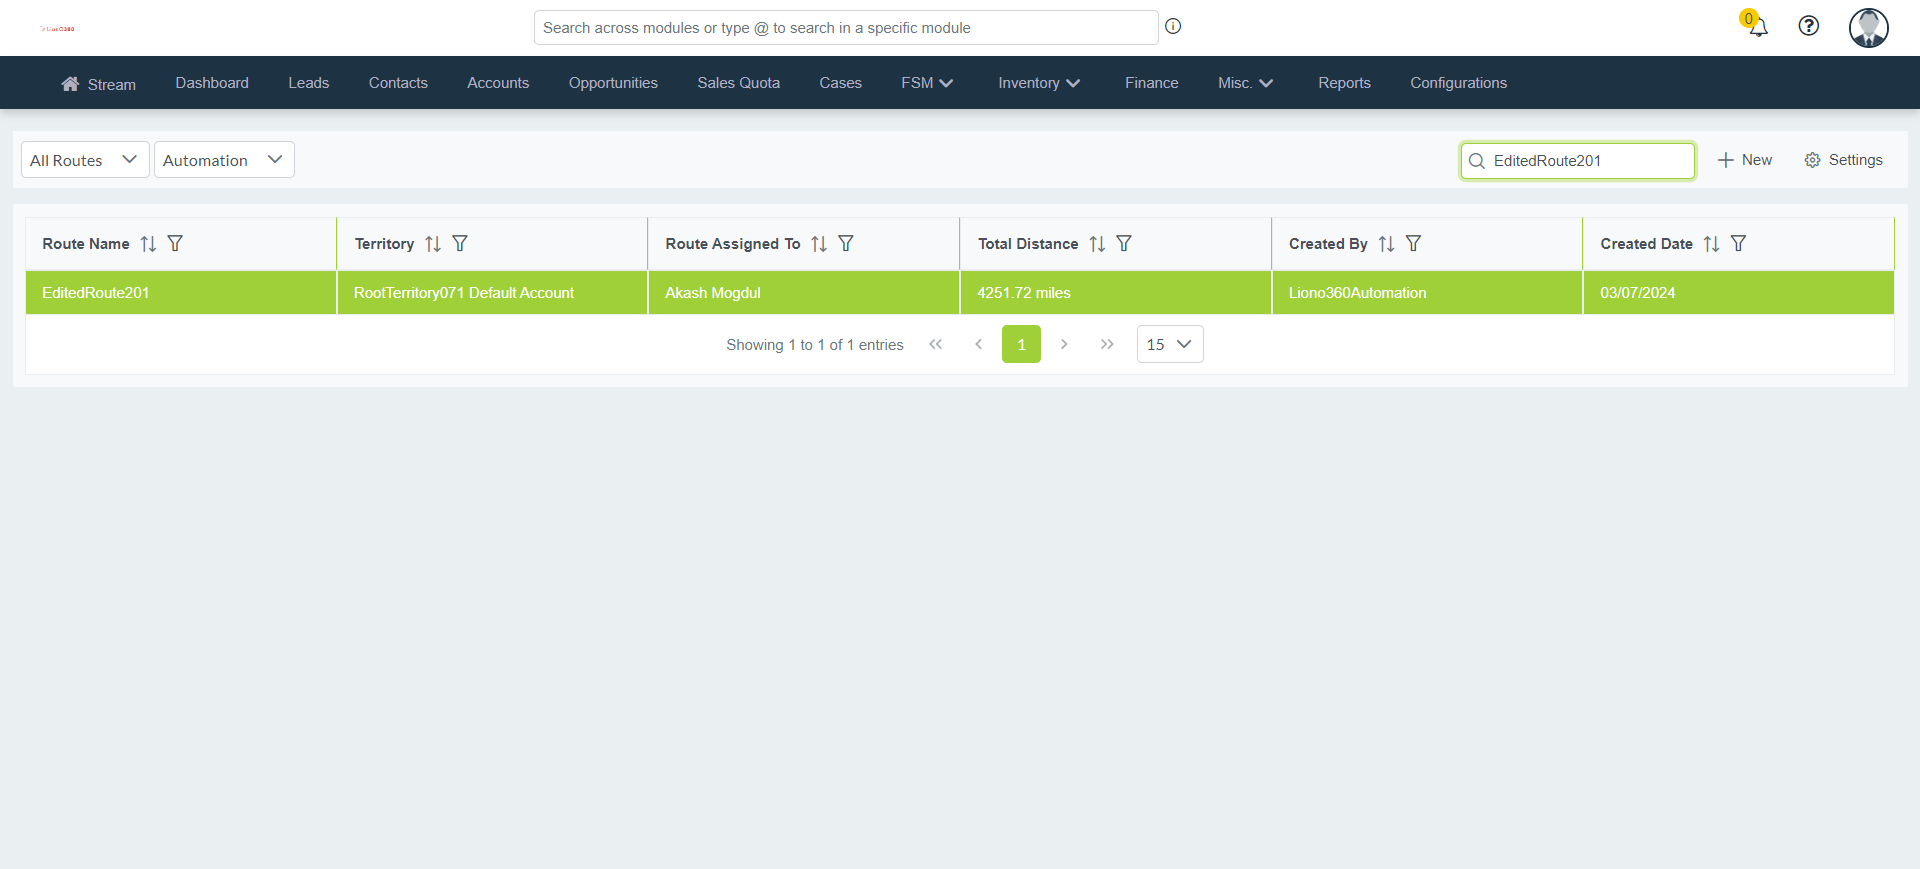 Search across modules or type @ to search in a specific module
0
Stream Dashboard Leads Contacts Accounts Opportunities Sales Quota Cases FSM Inventory Finance Misc. Reports Configurations
All Routes Automation EditedRoute201 New Settings
Route Name Territory Route Assigned To Total Distance Created By Created Date
EditedRoute201 RootTerritory071 Default Account Akash Mogdul 4251.72 miles Liono360Automation 03/07/2024
Showing 1 to 1 of 1 entries 1 15